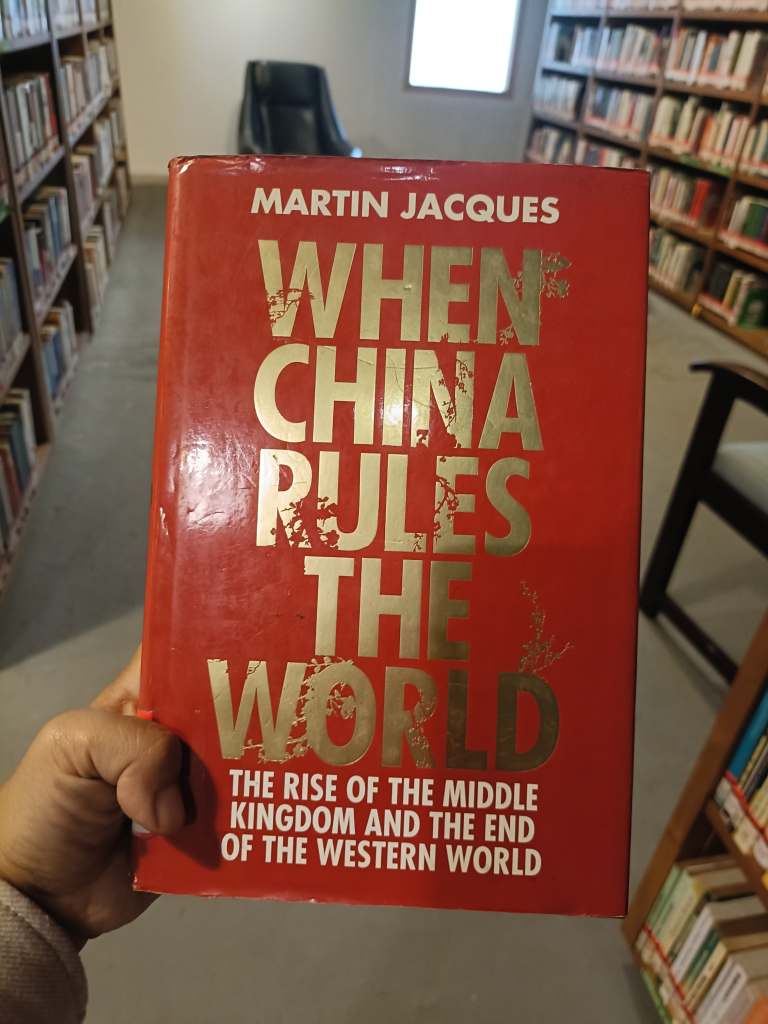 MARTIN JACQUES
WHEN
CHINA
RULES
THE
WORLD
THE RISE OF THE MIDDLE
KINGDOM AND THE END
OF THE WESTERN WORLD